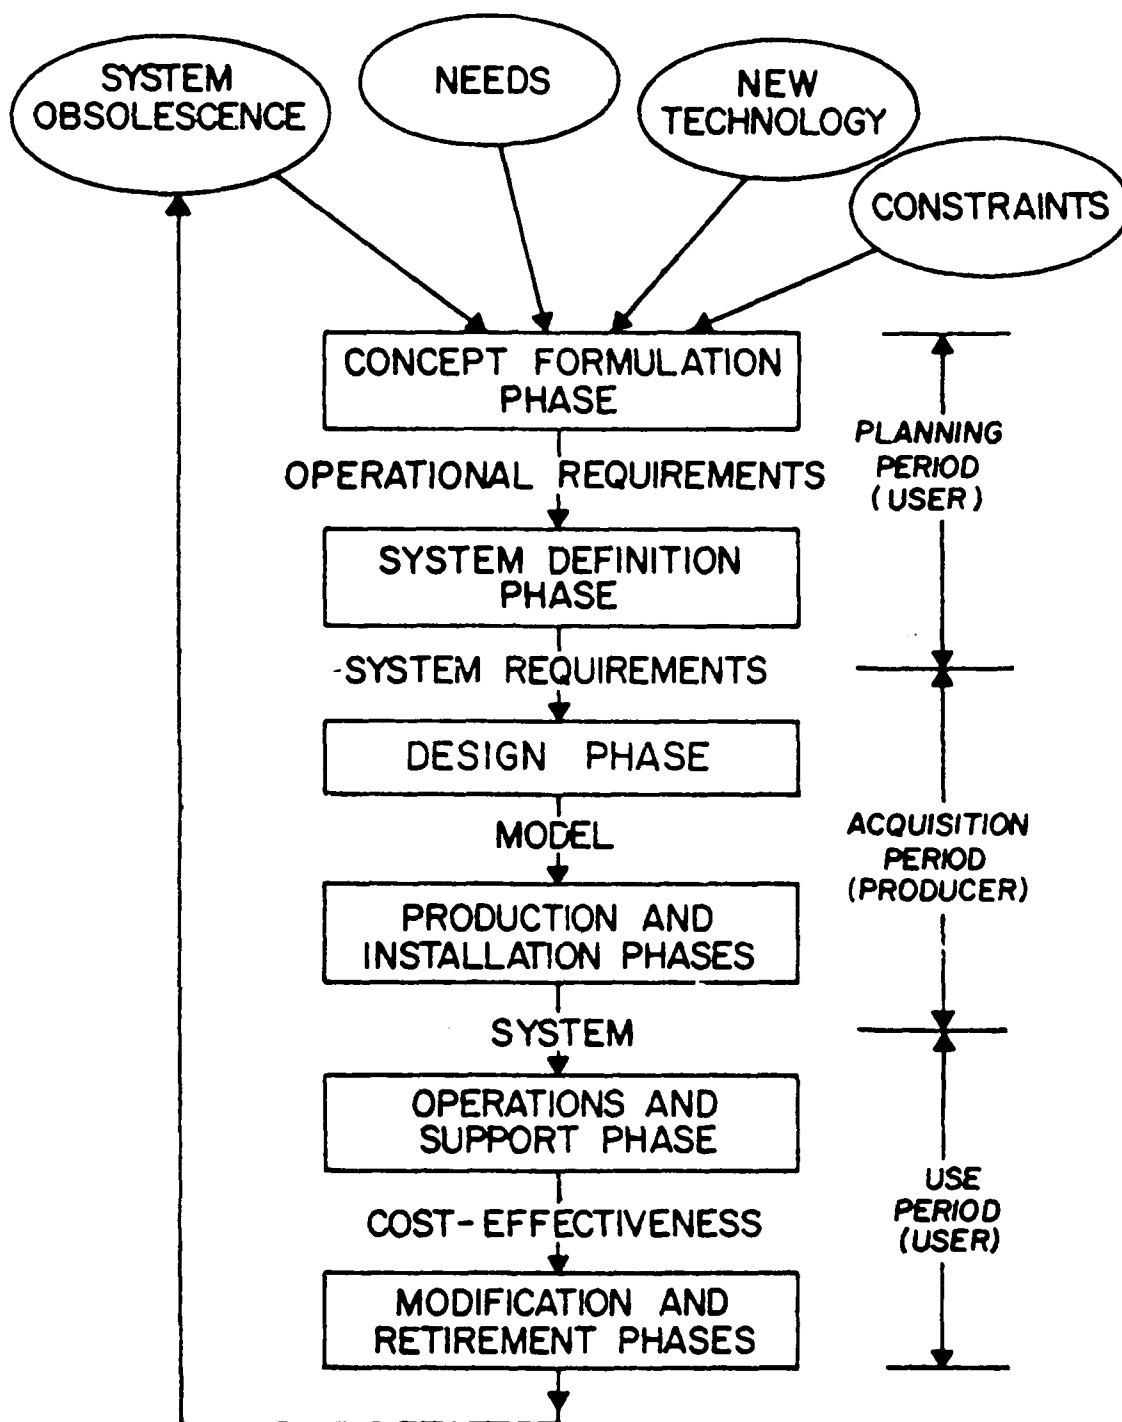 SYSTEM
OBSOLESCENCE
NEEDS
NEW
TECHNOLOGY
CONSTRAINTS
CONCEPT FORMULATION
PHASE
OPERATIONAL REQUIREMENTS
SYSTEM DEFINITION
PHASE
SYSTEM REQUIREMENTS
DESIGN PHASE
MODEL
PRODUCTION AND
INSTALLATION PHASES
SYSTEM
OPERATIONS AND
SUPPORT PHASE
COST-EFFECTIVENESS
MODIFICATION AND
RETIREMENT PHASES
PLANNING
PERIOD
(USER)
ACQUISITION
PERIOD
(PRODUCER)
USE
PERIOD
(USER)